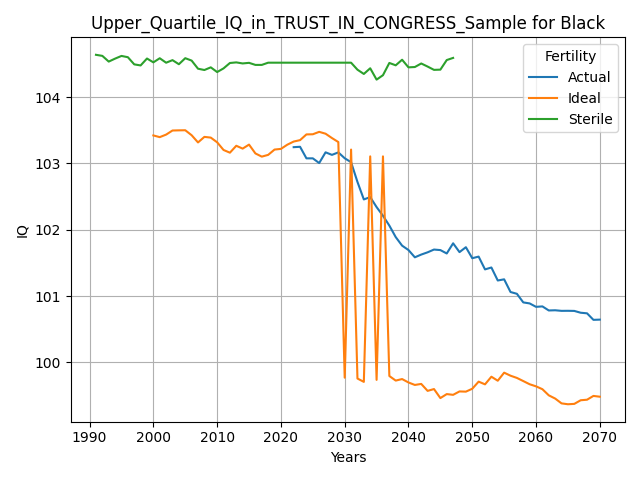 Upper_Quartile_IQ_in_TRUST_IN_CONGRESS_Sample for Black
Fertility
Actual
Ideal
Sterile
IQ
104
103
102
101
100
1990 2000 2010 2020 2030 2040 2050 2060 2070
Years